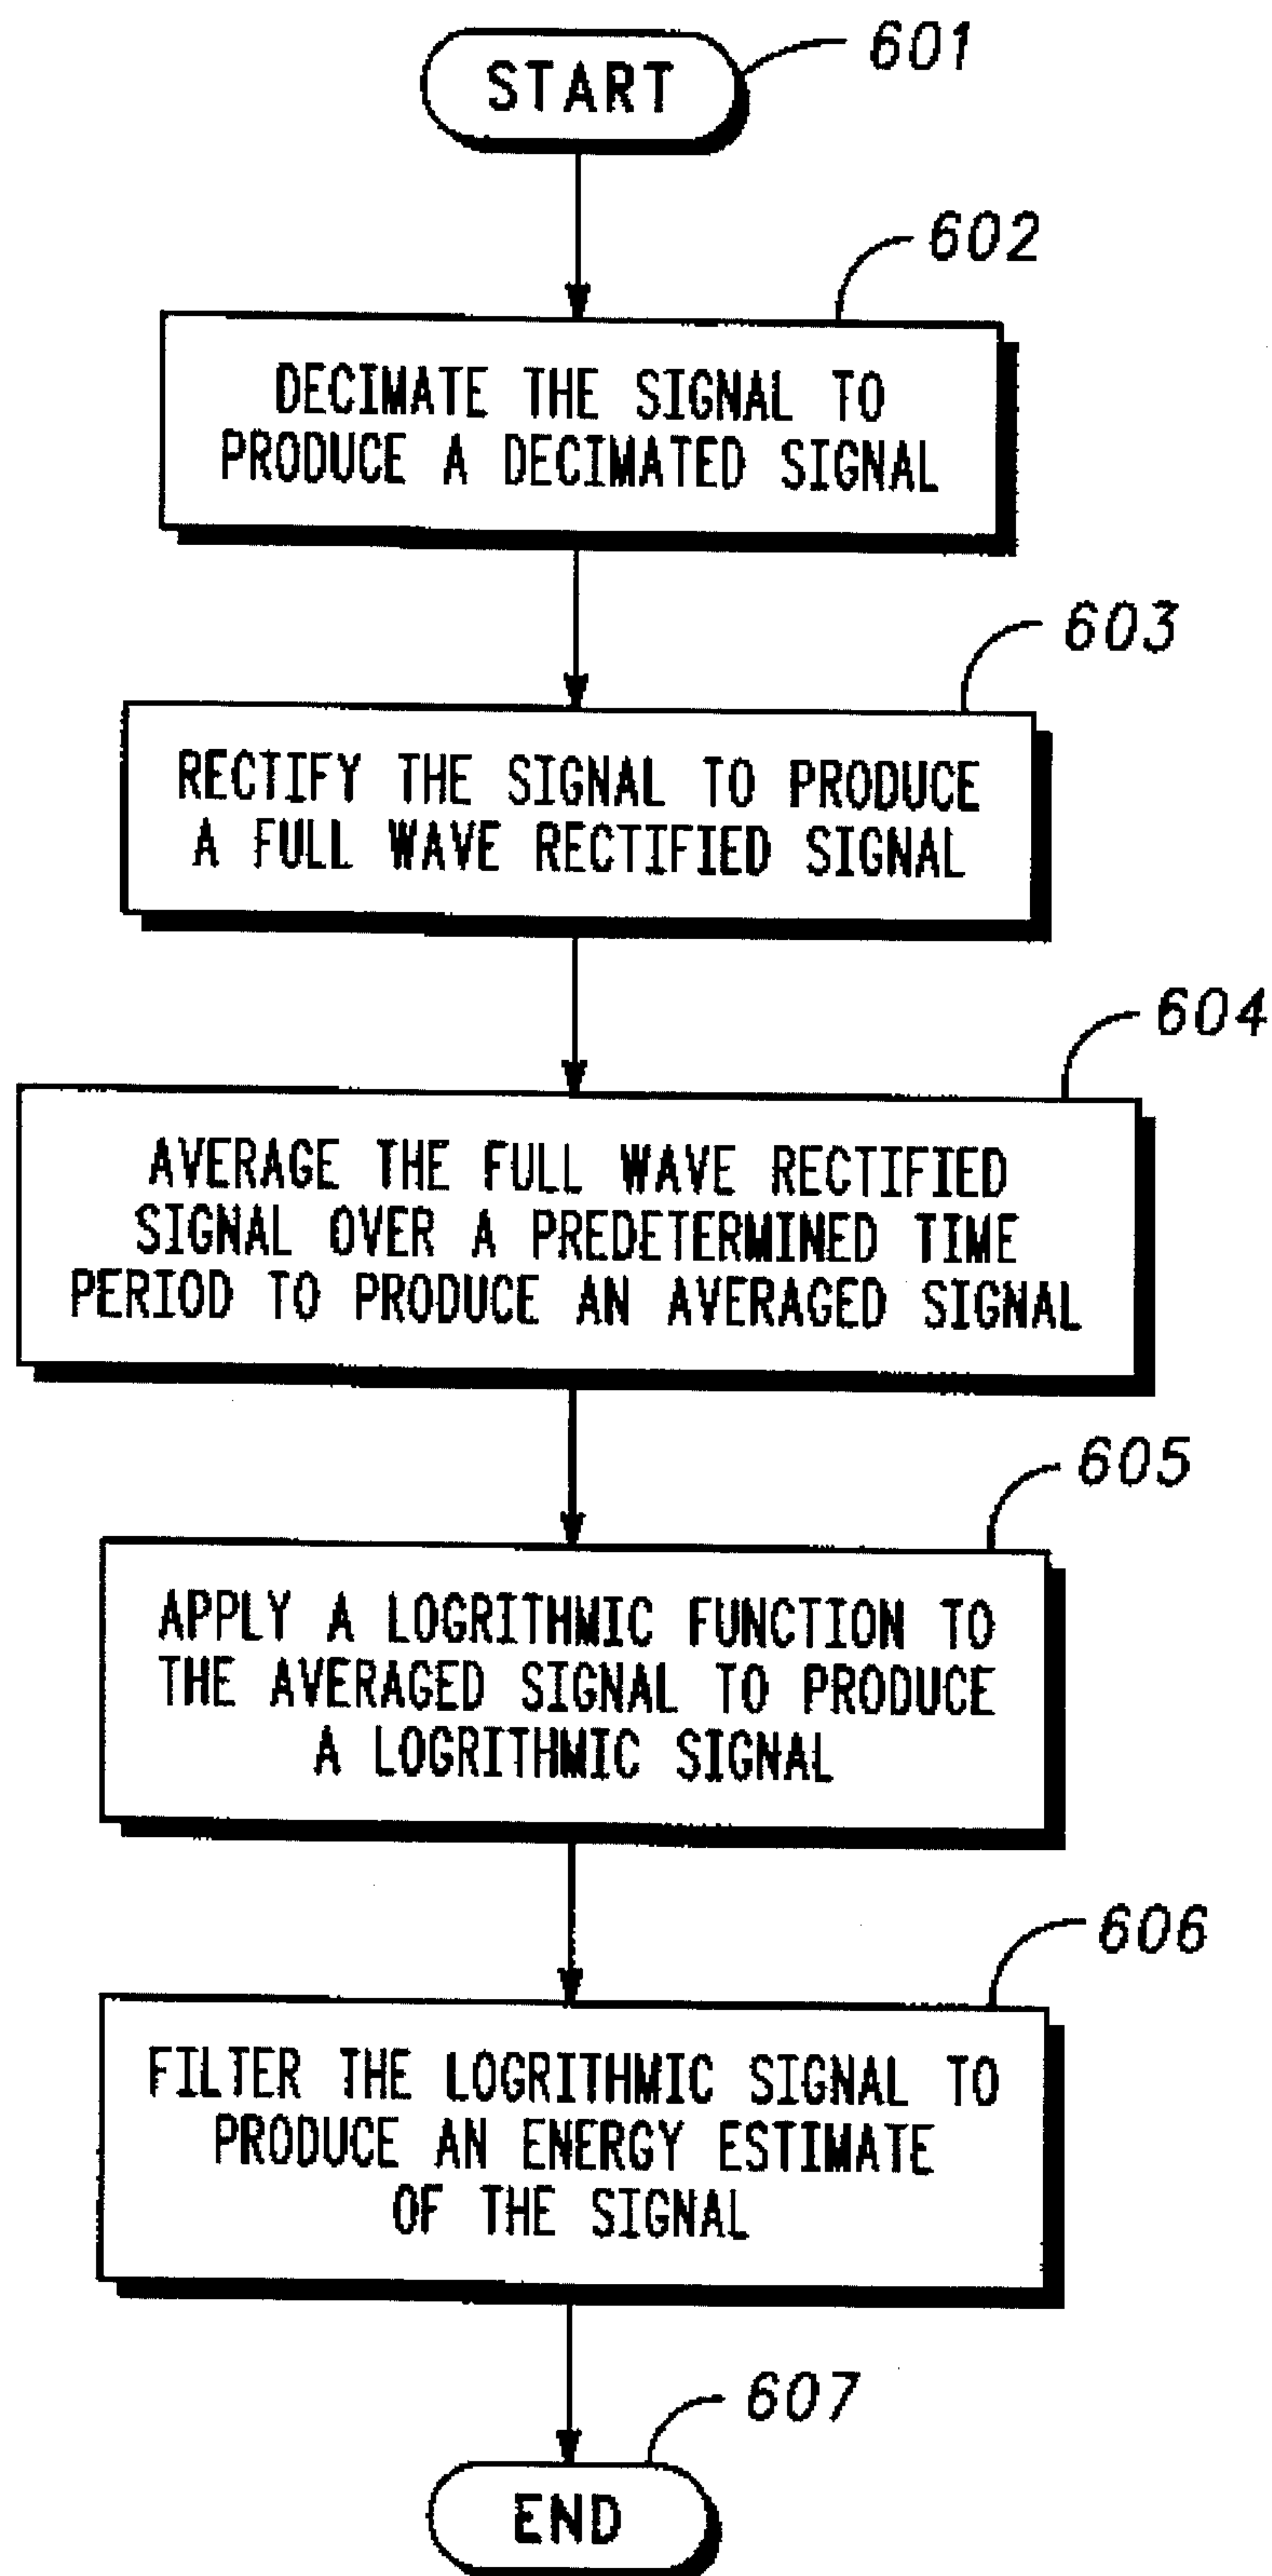 START
601
602
DECIMATE THE SIGNAL TO
PRODUCE A DECIMATED SIGNAL
603
RECTIFY THE SIGNAL TO PRODUCE
A FULL WAVE RECTIFIED SIGNAL
604
AVERAGE THE FULL WAVE RECTIFIED
SIGNAL OVER A PREDETERMINED TIME
PERIOD TO PRODUCE AN AVERAGED SIGNAL
605
APPLY A LOGRITHMIC FUNCTION TO
THE AVERAGED SIGNAL TO PRODUCE
A LOGRITHMIC SIGNAL
606
FILTER THE LOGRITHMIC SIGNAL TO
PRODUCE AN ENERGY ESTIMATE
OF THE SIGNAL
607
END